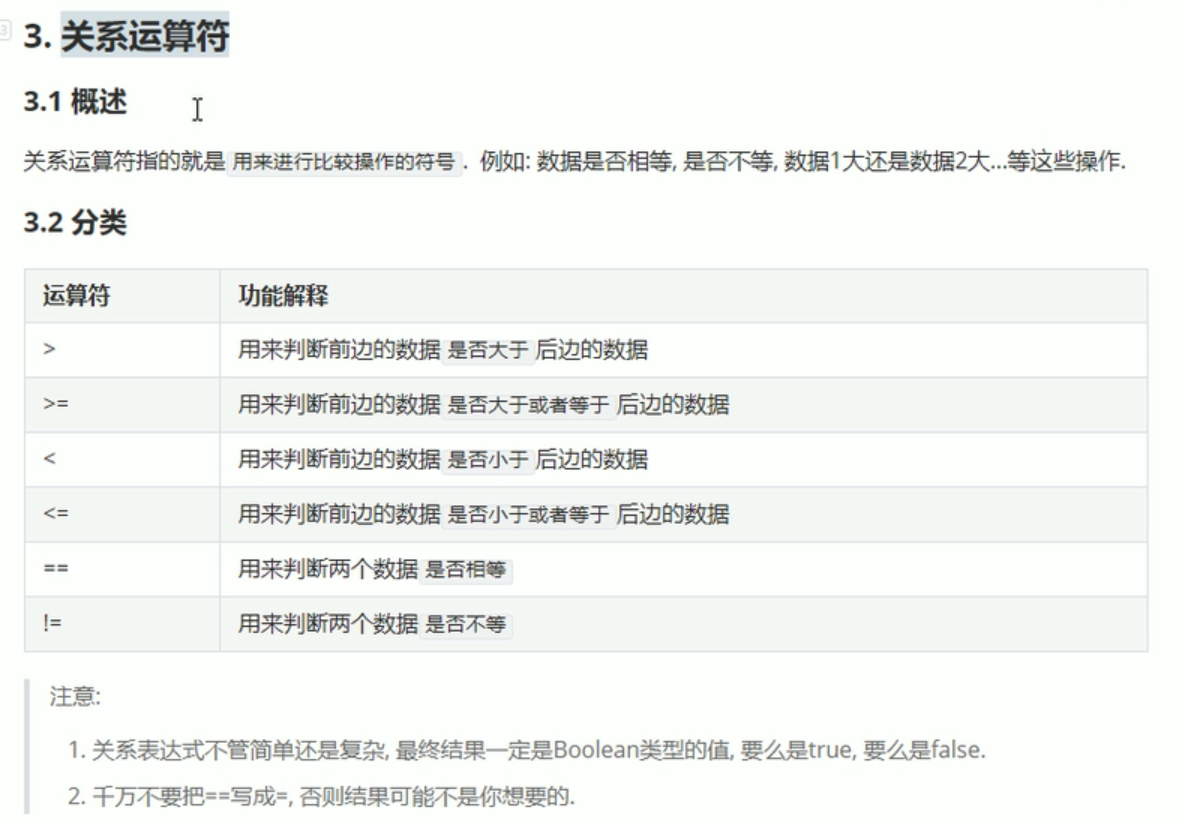 3. 关系运算符
3.1 概述
关系运算符指的就是 用来进行比较操作的符号 . 例如: 数据是否相等, 是否不等, 数据1大还是数据2大...等这些操作.
3.2 分类
运算符 功能解释
> 用来判断前边的数据 是否大于 后边的数据
>= 用来判断前边的数据 是否大于或者等于 后边的数据
< 用来判断前边的数据 是否小于 后边的数据
<= 用来判断前边的数据 是否小于或者等于 后边的数据
== 用来判断两个数据 是否相等
!= 用来判断两个数据 是否不等
注意:
1. 关系表达式不管简单还是复杂, 最终结果一定是Boolean类型的值, 要么是true, 要么是false.
2. 千万不要把==写成=, 否则结果可能不是你想要的.